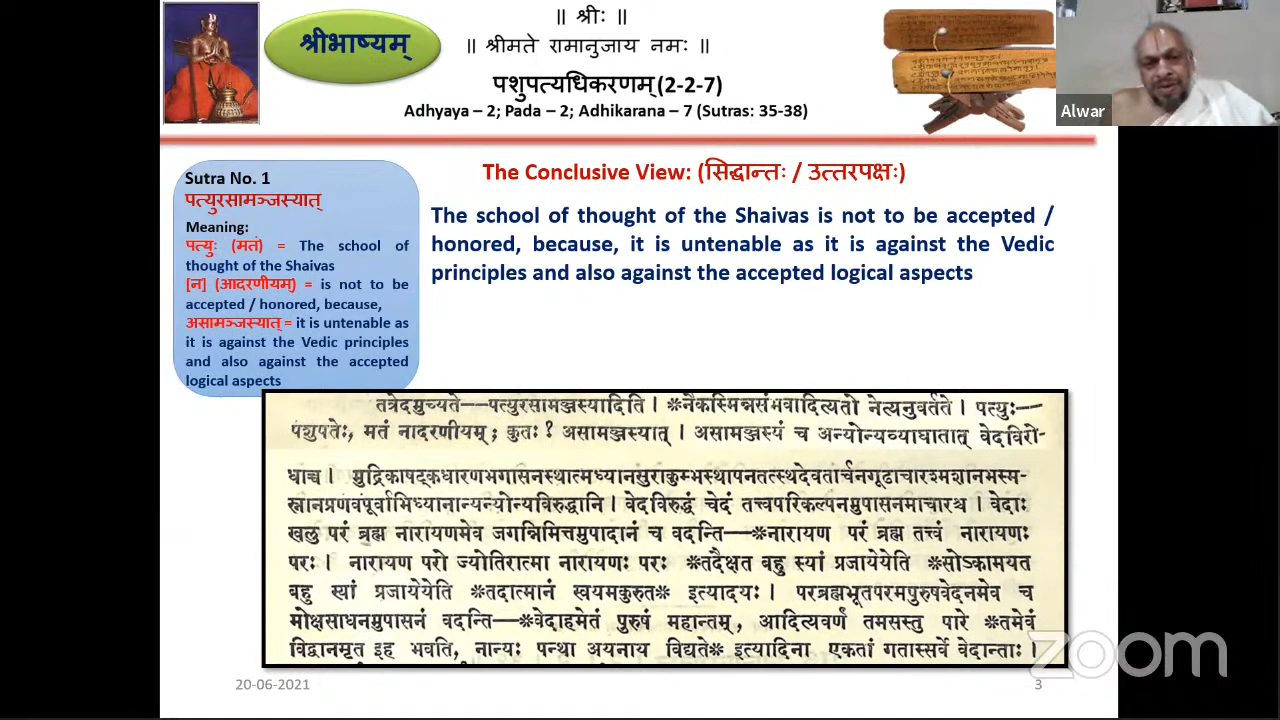 ॥ श्रीः ॥
श्रीभाष्यम्
॥ श्रीमते रामानुजाय नमः ॥
पशुपत्यधिकरणम् (2-2-7)
Adhyaya – 2; Pada – 2; Adhikarana – 7 (Sutras: 35-38)
Alwar
Sutra No. 1
पत्युरसामञ्जस्यात्
Meaning:
पत्युः (मतं) = The school of
thought of the Shaivas
[न] (आदरणीयम्) = is not to be
accepted / honored, because,
असामञ्जस्यात् = it is untenable as
it is against the Vedic principles
and also against the accepted
logical aspects
The Conclusive View: (सिद्धान्तः / उत्तरपक्षः)
The school of thought of the Shaivas is not to be accepted /
honored, because, it is untenable as it is against the Vedic
principles and also against the accepted logical aspects
तत्रेदमुच्यते—पत्युरसामञ्जस्यादिति । *नैकस्मिन्नसंभवादित्यतो नेत्यनुवर्तते । पत्युः—
पशुपतेः, मतं नादरणीयम् ; कुतः ? असामञ्जस्यात् । असामञ्जस्यं च अन्योन्यव्याघातात् वेदविरो-
धाच्च । मुद्रिकाषट्कधारणभगासनस्थात्मध्यानसुराकुम्भस्थापनतत्स्थदेवतार्चनगूढाचारश्मशानभस्म-
स्नानप्रणवपूर्वाभिध्यानान्यन्योन्यविरुद्धानि । वेदविरुद्धं चेदं तत्त्वपरिकल्पनमुपासनमाचारश्च । वेदाः
खलु परं ब्रह्म नारायणमेव जगन्निमित्तमुपादानं च वदन्ति—*नारायण परं ब्रह्म तत्त्वं नारायणः
परः । नारायण परो ज्योतिरात्मा नारायणः परः *तदैक्षत बहु स्यां प्रजायेयेति *सोऽकामयत
बहु स्यां प्रजायेयेति *तदात्मानं स्वयमकुरुत* इत्यादयः । परब्रह्मभूतपरमपुरुषवेदनमेव च
मोक्षसाधनमुपासनं वदन्ति—*वेदाहमेतं पुरुषं महान्तम्, आदित्यवर्णं तमसस्तु पारे *तमेवं
विद्वानमृत इह भवति, नान्यः पन्था अयनाय विद्यते* इत्यादिना एकतां गतास्सर्वे वेदान्ताः ।
zoom
20-06-2021
3